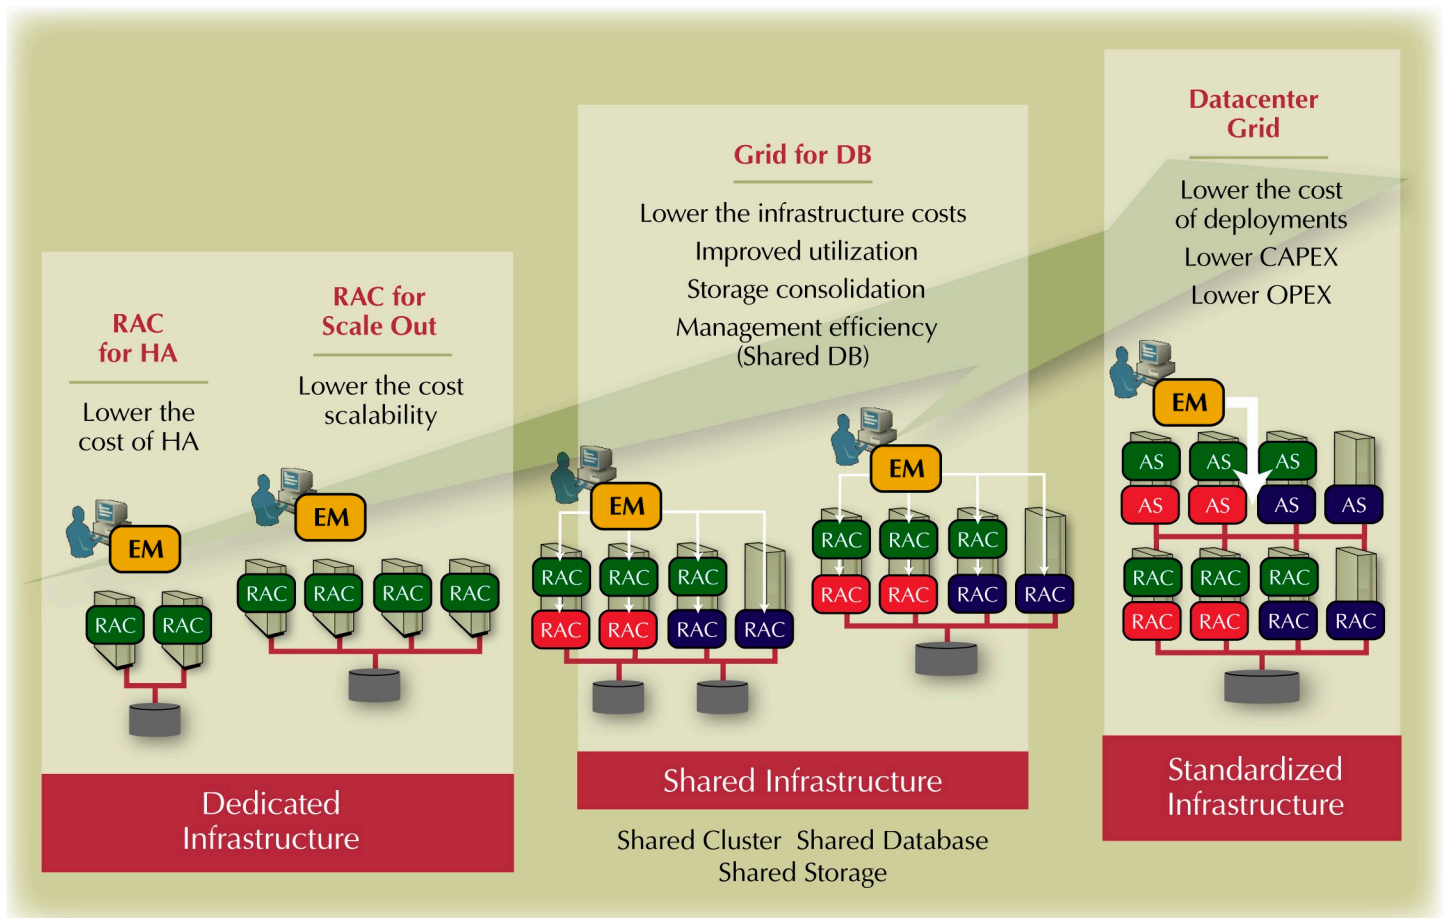 RAC
for HA
Lower the
cost of HA
EM
RAC RAC
RAC for
Scale Out
Lower the cost
scalability
EM
RAC RAC RAC RAC
Dedicated
Infrastructure
Grid for DB
Lower the infrastructure costs
Improved utilization
Storage consolidation
Management efficiency
(Shared DB)
EM
RAC RAC RAC
RAC RAC RAC RAC
EM
RAC RAC RAC
RAC RAC RAC RAC
Shared Infrastructure
Shared Cluster Shared Database
Shared Storage
Datacenter
Grid
Lower the cost
of deployments
Lower CAPEX
Lower OPEX
EM
AS AS AS
AS AS AS AS
RAC RAC RAC
RAC RAC RAC RAC
Standardized
Infrastructure